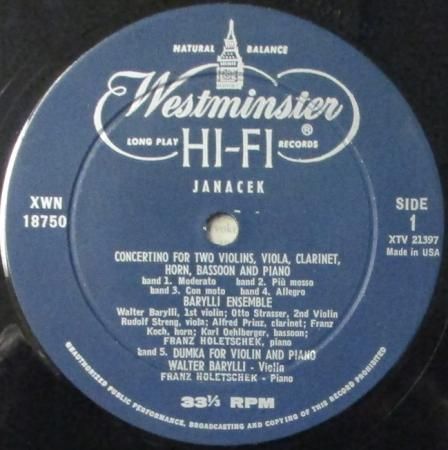 NATURAL BALANCE
Westminster ®
LONG PLAY HI-FI RECORDS
JANACEK
XWN
18750
SIDE
1
XTV 21397
Made in USA
CONCERTINO FOR TWO VIOLINS, VIOLA, CLARINET,
HORN, BASSOON AND PIANO
band 1. Moderato band 2. Più mosso
band 3. Con moto band 4. Allegro
BARYLLI ENSEMBLE
Walter Barylli, 1st violin; Otto Strasser, 2nd Violin
Rudolf Streng, viola; Alfred Prinz, clarinet; Franz
Koch, horn; Karl Oehlberger, bassoon;
FRANZ HOLETSCHEK, piano
band 5. DUMKA FOR VIOLIN AND PIANO
WALTER BARYLLI - Violin
FRANZ HOLETSCHEK - Piano
33⅓ RPM
UNAUTHORIZED PUBLIC PERFORMANCE, BROADCASTING AND COPYING OF THIS RECORD PROHIBITED